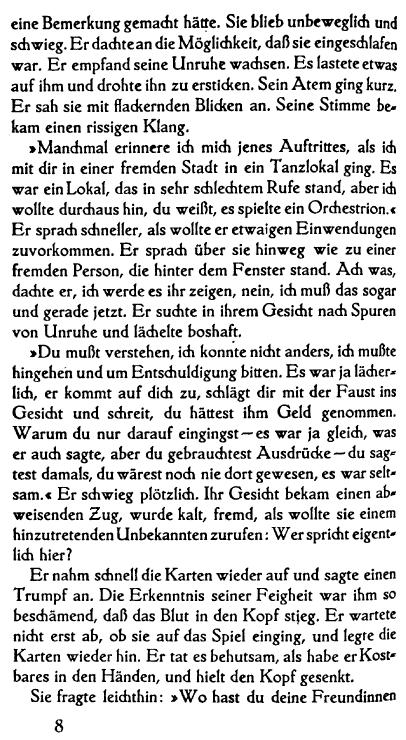 eine Bemerkung gemacht hätte. Sie blieb unbeweglich und
schwieg. Er dachte an die Möglichkeit, daß sie eingeschlafen
war. Er empfand seine Unruhe wachsen. Es lastete etwas
auf ihm und drohte ihn zu ersticken. Sein Atem ging kurz.
Er sah sie mit flackernden Blicken an. Seine Stimme be-
kam einen rissigen Klang.
»Manchmal erinnere ich mich jenes Auftrittes, als ich
mit dir in einer fremden Stadt in ein Tanzlokal ging. Es
war ein Lokal, das in sehr schlechtem Rufe stand, aber ich
wollte durchaus hin, du weißt, es spielte ein Orchestrion.«
Er sprach schneller, als wollte er etwaigen Einwendungen
zuvorkommen. Er sprach über sie hinweg wie zu einer
fremden Person, die hinter dem Fenster stand. Ach was,
dachte er, ich werde es ihr zeigen, nein, ich muß das sogar
und gerade jetzt. Er suchte in ihrem Gesicht nach Spuren
von Unruhe und lächelte boshaft.
»Du mußt verstehen, ich konnte nicht anders, ich mußte
hingehen und um Entschuldigung bitten. Es war ja lächer-
lich, er kommt auf dich zu, schlägt dir mit der Faust ins
Gesicht und schreit, du hättest ihm Geld genommen.
Warum du nur darauf eingingst—es war ja gleich, was
er auch sagte, aber du gebrauchtest Ausdrücke—du sag-
test damals, du wärest noch nie dort gewesen, es war selt-
sam.« Er schwieg plötzlich. Ihr Gesicht bekam einen ab-
weisenden Zug, wurde kalt, fremd, als wollte sie einem
hinzutretenden Unbekannten zurufen: Wer spricht eigent-
lich hier?
Er nahm schnell die Karten wieder auf und sagte einen
Trumpf an. Die Erkenntnis seiner Feigheit war ihm so
beschämend, daß das Blut in den Kopf stieg. Er wartete
nicht erst ab, ob sie auf das Spiel einging, und legte die
Karten wieder hin. Er tat es behutsam, als habe er Kost-
bares in den Händen, und hielt den Kopf gesenkt.
Sie fragte leichthin: »Wo hast du deine Freundinnen
8